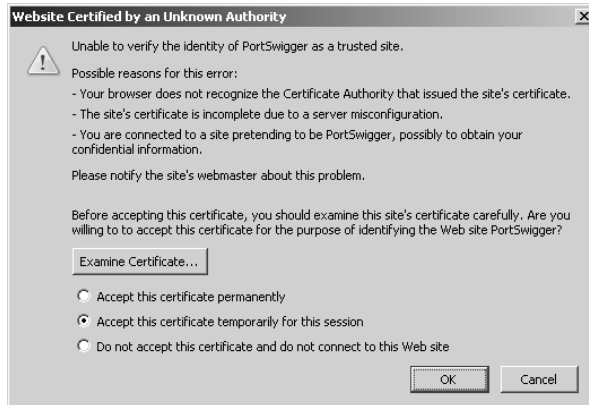 Website Certified by an Unknown Authority
Unable to verify the identity of PortSwigger as a trusted site.
Possible reasons for this error:
- Your browser does not recognize the Certificate Authority that issued the site's certificate.
- The site's certificate is incomplete due to a server misconfiguration.
- You are connected to a site pretending to be PortSwigger, possibly to obtain your
confidential information.
Please notify the site's webmaster about this problem.
Before accepting this certificate, you should examine this site's certificate carefully. Are you
willing to to accept this certificate for the purpose of identifying the Web site PortSwigger?
Examine Certificate...
Accept this certificate permanently
Accept this certificate temporarily for this session
Do not accept this certificate and do not connect to this Web site
OK Cancel